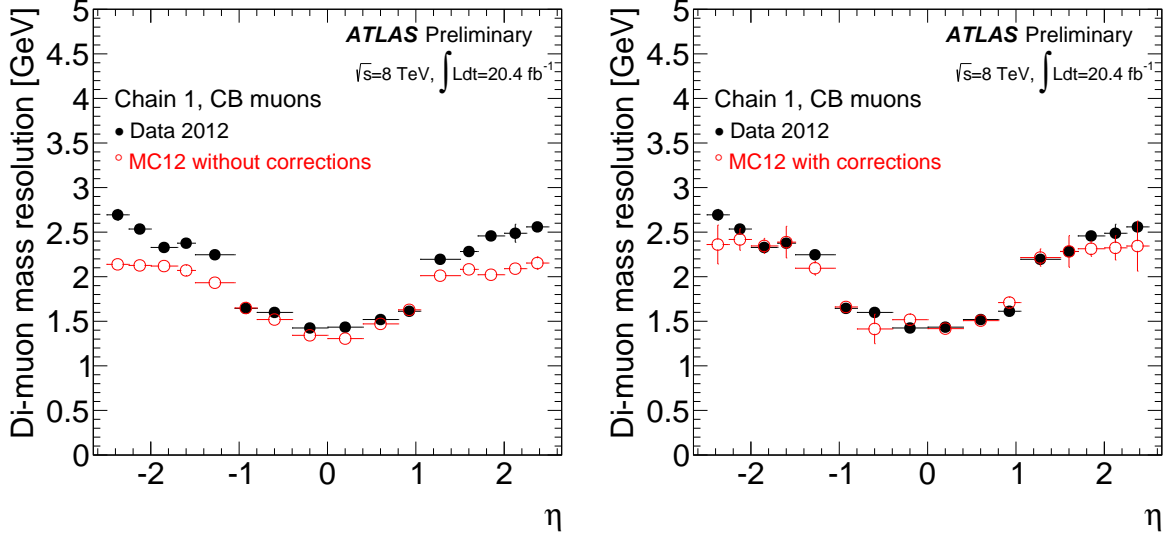 Di-muon mass resolution [GeV]
5
4.5
4
3.5
3
2.5
2
1.5
1
0.5
0
ATLAS Preliminary
√s=8 TeV, ∫Ldt=20.4 fb⁻¹
Chain 1, CB muons
Data 2012
MC12 without corrections
-2 -1 0 1 2
η
Di-muon mass resolution [GeV]
5
4.5
4
3.5
3
2.5
2
1.5
1
0.5
0
ATLAS Preliminary
√s=8 TeV, ∫Ldt=20.4 fb⁻¹
Chain 1, CB muons
Data 2012
MC12 with corrections
-2 -1 0 1 2
η